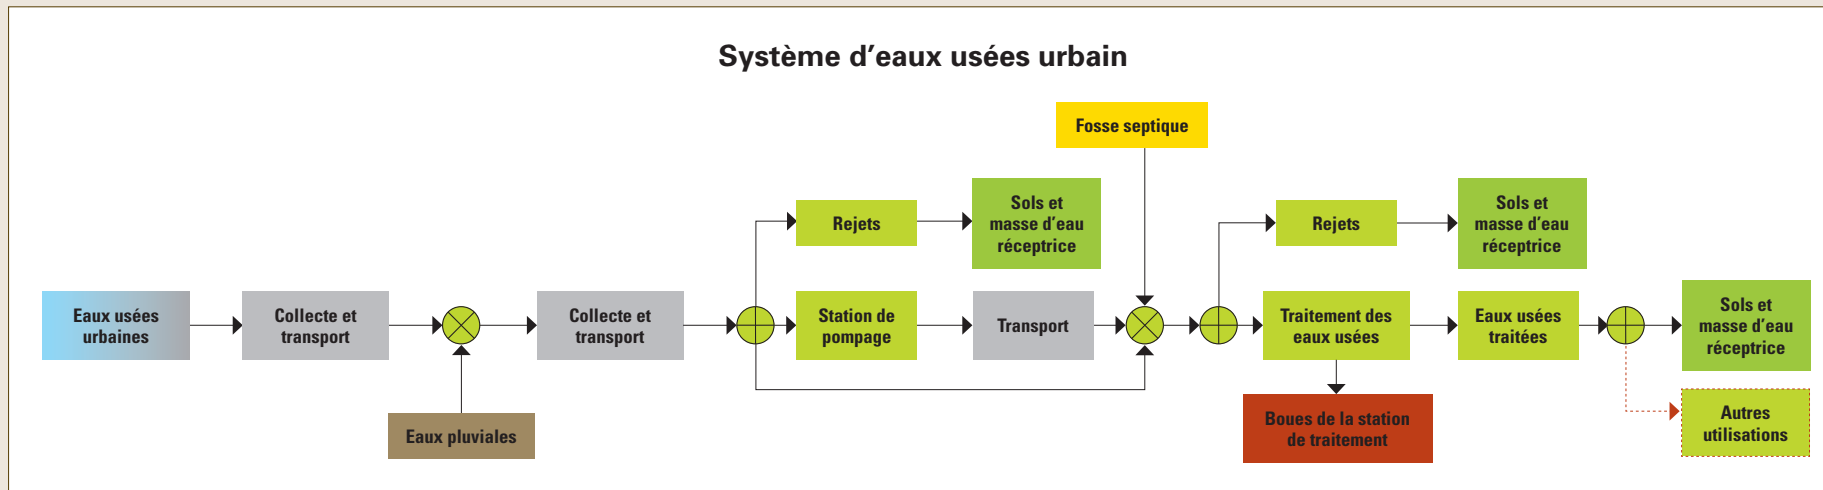 Système d’eaux usées urbain
Fosse septique
Rejets
Sols et
masse d’eau
réceptrice
Rejets
Sols et
masse d’eau
réceptrice
Eaux usées
urbaines
Collecte et
transport
Collecte et
transport
Station de
pompage
Transport
Traitement des
eaux usées
Eaux usées
traitées
Sols et
masse d’eau
réceptrice
Eaux pluviales
Boues de la station
de traitement
Autres
utilisations